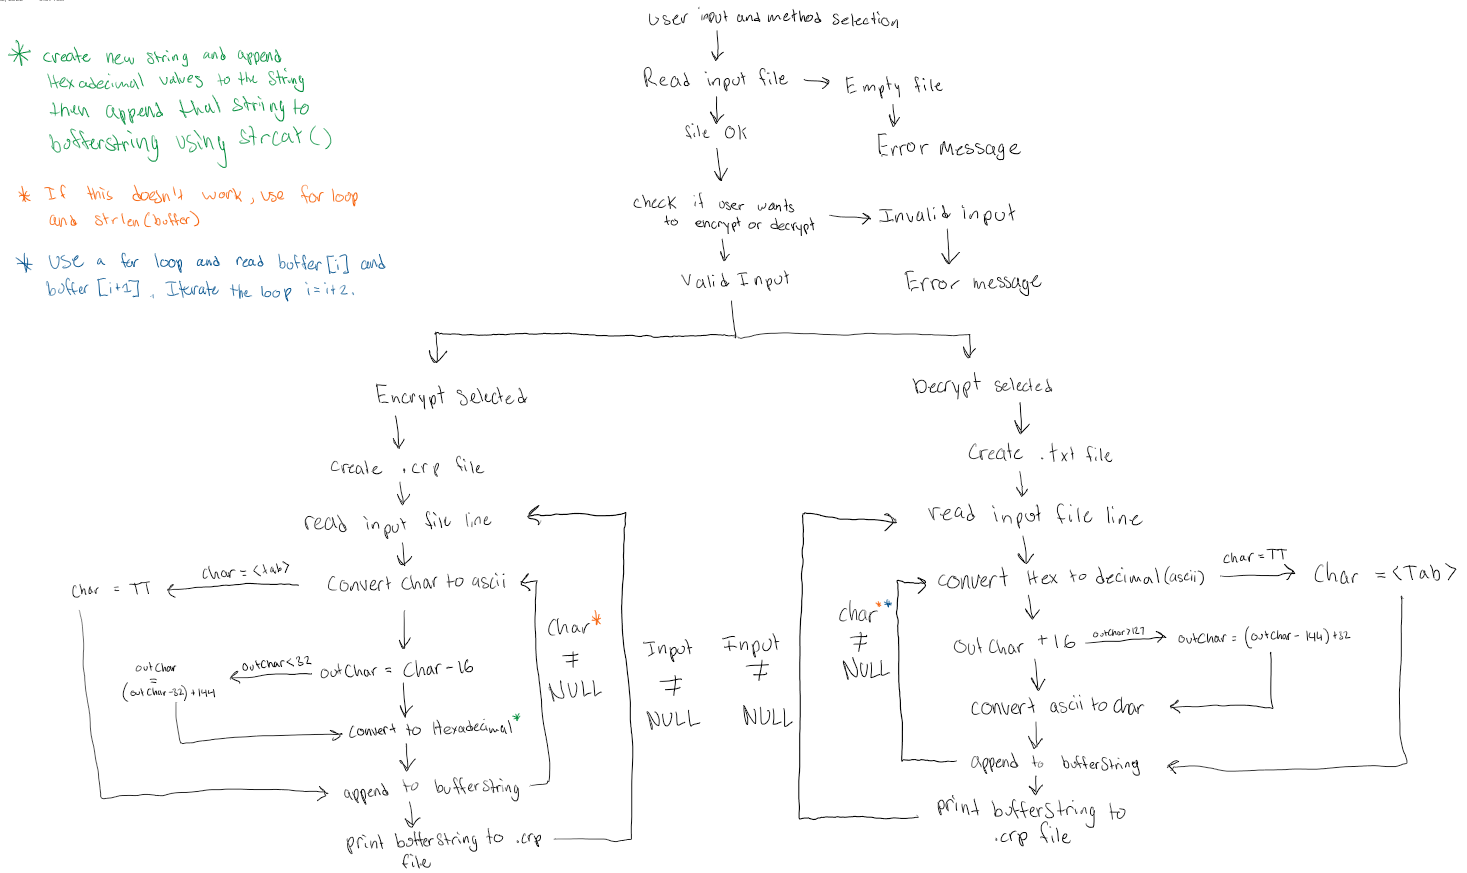 User input and method selection
* create new string and append
Hexadecimal values to the string
then append that string to
bufferstring using strcat()
* If this doesn't work, use for loop
and strlen(buffer)
* Use a for loop and read buffer[i] and
buffer[i+1]. Iterate the loop i=i+2.
Read input file
Empty file
file OK
Error message
check if user wants
to encrypt or decrypt
Invalid input
Valid Input
Error message
Encrypt Selected
Create .crp file
read input file line
Convert char to ascii
char = <tab>
Char = TT
outChar = Char - 16
outChar<32
outChar
=
(outChar-32)+144
convert to Hexadecimal*
append to bufferString
print bufferString to .crp
file
Char*
≠
NULL
Input
≠
NULL
Decrypt selected
Create .txt file
read input file line
convert Hex to decimal(ascii)
char = TT
Char = <Tab>
outChar + 16
outChar>127
outChar = (outChar - 144)+32
convert ascii to char
append to bufferString
print bufferString to
.crp file
char**
≠
NULL
Input
≠
NULL